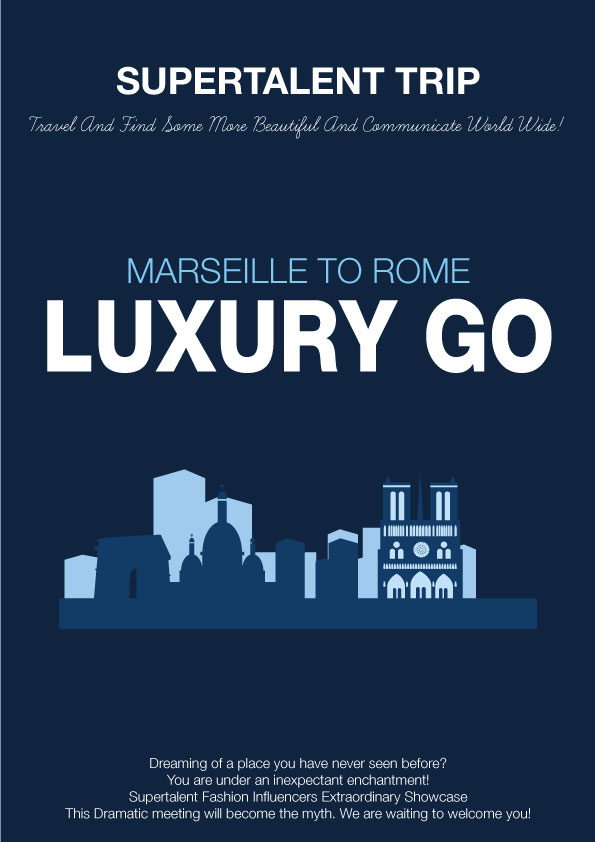 SUPERTALENT TRIP
Travel And Find Some More Beautiful And Communicate World Wide!
MARSEILLE TO ROME
LUXURY GO
Dreaming of a place you have never seen before?
You are under an inexpectant enchantment!
Supertalent Fashion Influencers Extraordinary Showcase
This Dramatic meeting will become the myth. We are waiting to welcome you!